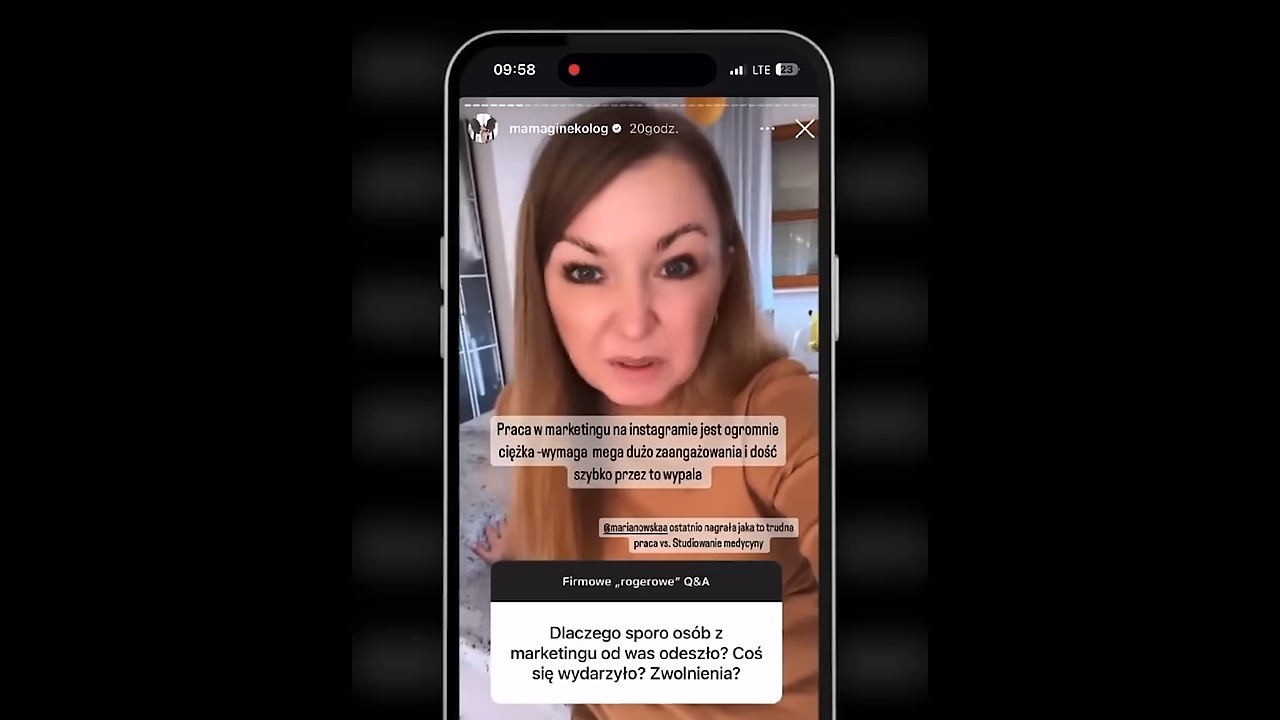 09:58
LTE 23
mamaginekolog 20godz.
Praca w marketingu na instagramie jest ogromnie
ciężka -wymaga mega dużo zaangażowania i dość
szybko przez to wypala
@marianowskaa ostatnio nagrała jaka to trudna
praca vs. Studiowanie medycyny
Firmowe „rogerowe” Q&A
Dlaczego sporo osób z
marketingu od was odeszło? Coś
się wydarzyło? Zwolnienia?